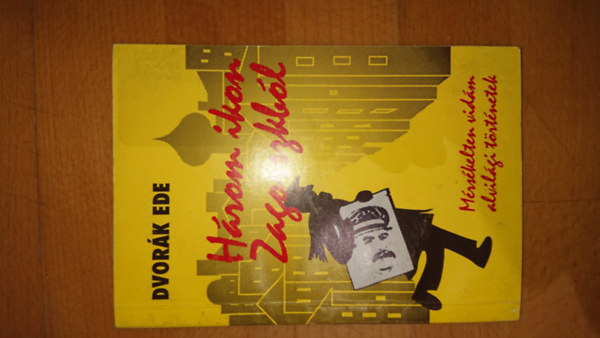 DVORÁK EDE
Három ikon
Zagorszkból
Mérsékelten vidám
alvilági történetek